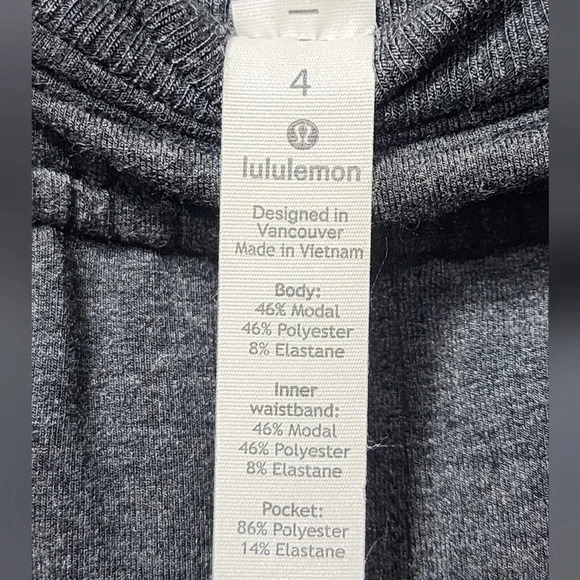 4
lululemon
Designed in
Vancouver
Made in Vietnam
Body:
46% Modal
46% Polyester
8% Elastane
Inner
waistband:
46% Modal
46% Polyester
8% Elastane
Pocket:
86% Polyester
14% Elastane